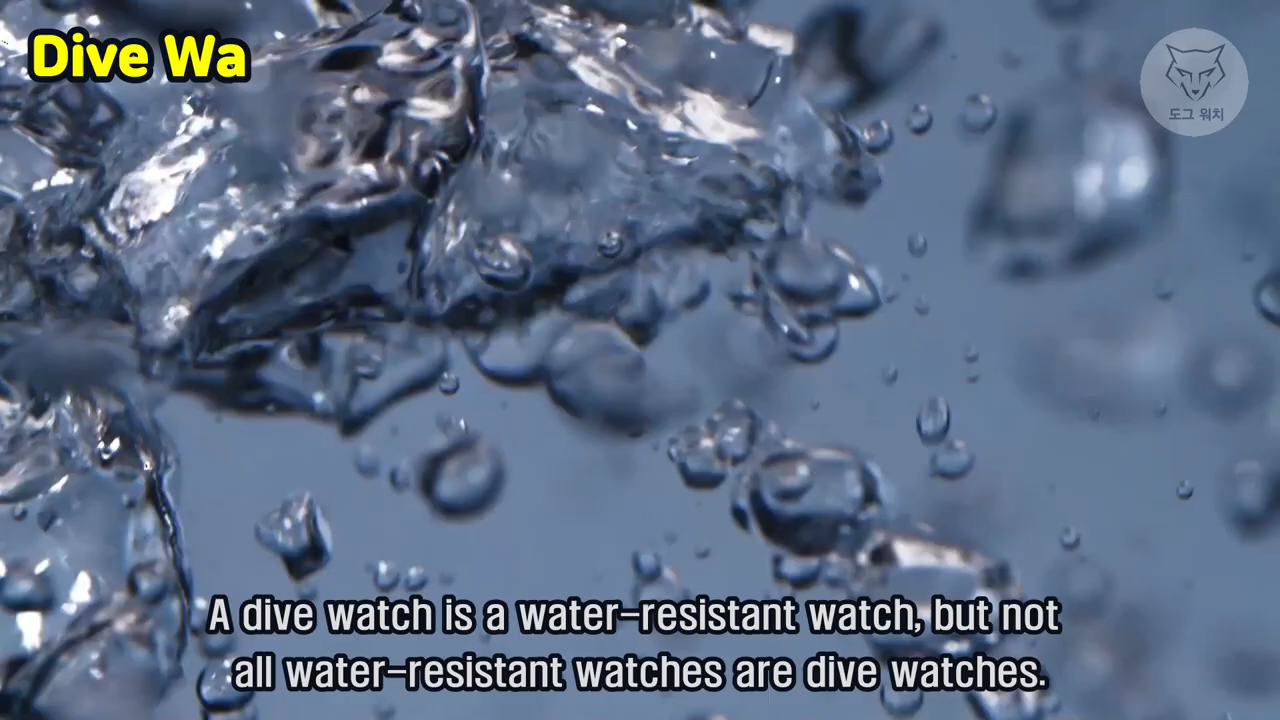 Dive Wa
도그 워치
A dive watch is a water-resistant watch, but not
all water-resistant watches are dive watches.